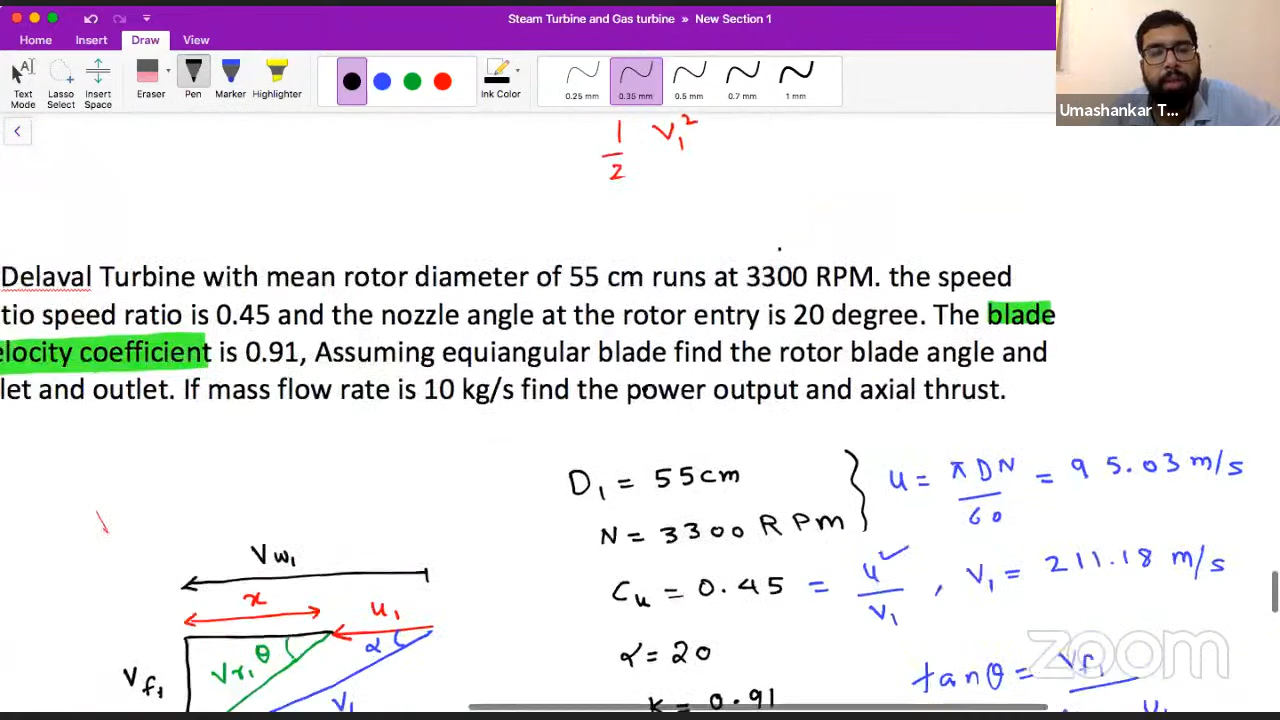 Steam Turbine and Gas turbine » New Section 1
Home Insert Draw View
Text Mode
Lasso Select
Insert Space
Eraser
Pen
Marker
Highlighter
Ink Color
0.25 mm
0.35 mm
0.5 mm
0.7 mm
1 mm
Umashankar T...
1/2 V₁²
Delaval Turbine with mean rotor diameter of 55 cm runs at 3300 RPM. the speed
tio speed ratio is 0.45 and the nozzle angle at the rotor entry is 20 degree. The blade
elocity coefficient is 0.91, Assuming equiangular blade find the rotor blade angle and
let and outlet. If mass flow rate is 10 kg/s find the power output and axial thrust.
D₁ = 55cm
N = 3300 RPm
u = πDN/60 = 95.03 m/s
Cu = 0.45 = u/V₁ , V₁ = 211.18 m/s
α = 20
K = 0.91
tanθ = Vf₁
V₁
Vw₁
x
u₁
Vf₁
Vr₁
θ
α
V₁
zoom